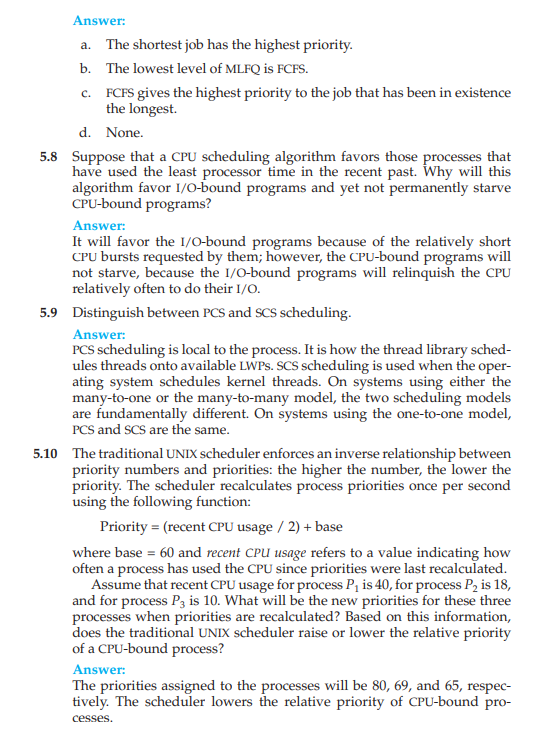 Answer:
a. The shortest job has the highest priority.
b. The lowest level of MLFQ is FCFS.
c. FCFS gives the highest priority to the job that has been in existence
the longest.
d. None.
5.8 Suppose that a CPU scheduling algorithm favors those processes that
have used the least processor time in the recent past. Why will this
algorithm favor I/O-bound programs and yet not permanently starve
CPU-bound programs?
Answer:
It will favor the I/O-bound programs because of the relatively short
CPU bursts requested by them; however, the CPU-bound programs will
not starve, because the I/O-bound programs will relinquish the CPU
relatively often to do their I/O.
5.9 Distinguish between PCS and SCS scheduling.
Answer:
PCS scheduling is local to the process. It is how the thread library sched-
ules threads onto available LWPs. SCS scheduling is used when the oper-
ating system schedules kernel threads. On systems using either the
many-to-one or the many-to-many model, the two scheduling models
are fundamentally different. On systems using the one-to-one model,
PCS and SCS are the same.
5.10 The traditional UNIX scheduler enforces an inverse relationship between
priority numbers and priorities: the higher the number, the lower the
priority. The scheduler recalculates process priorities once per second
using the following function:
Priority = (recent CPU usage / 2) + base
where base = 60 and recent CPU usage refers to a value indicating how
often a process has used the CPU since priorities were last recalculated.
Assume that recent CPU usage for process P1 is 40, for process P2 is 18,
and for process P3 is 10. What will be the new priorities for these three
processes when priorities are recalculated? Based on this information,
does the traditional UNIX scheduler raise or lower the relative priority
of a CPU-bound process?
Answer:
The priorities assigned to the processes will be 80, 69, and 65, respec-
tively. The scheduler lowers the relative priority of CPU-bound pro-
cesses.